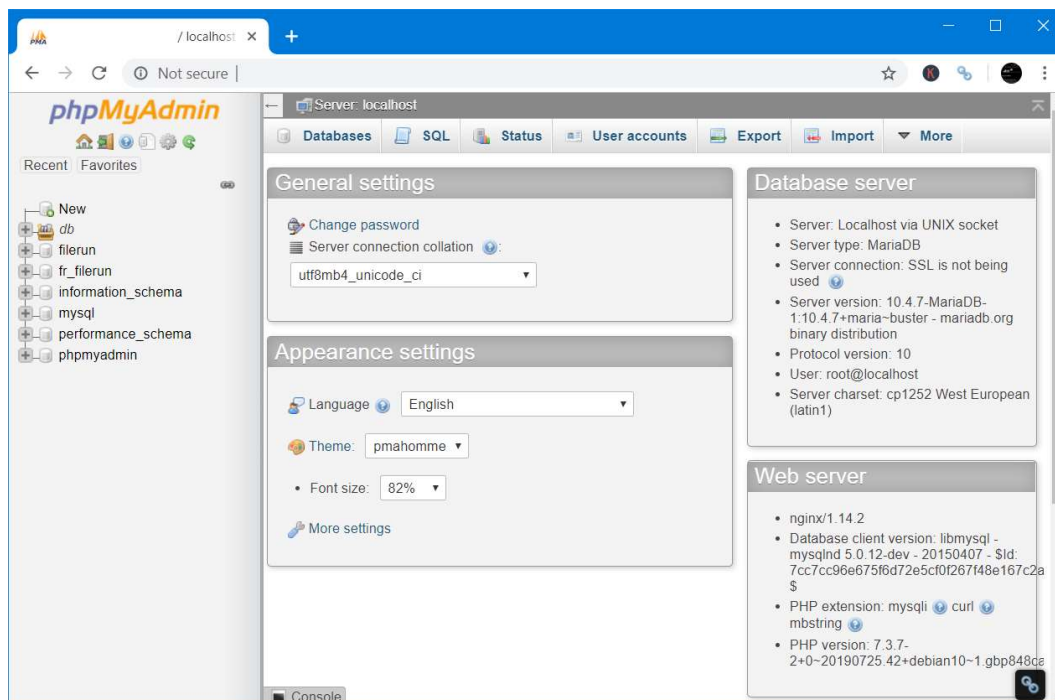 PMA
/ localhost
Not secure
K
phpMyAdmin
Recent Favorites
New
db
filerun
fr_filerun
information_schema
mysql
performance_schema
phpmyadmin
Server: localhost
Databases SQL Status User accounts Export Import More
General settings
Change password
Server connection collation :
utf8mb4_unicode_ci
Appearance settings
Language English
Theme: pmahomme
• Font size: 82%
More settings
Database server
• Server: Localhost via UNIX socket
• Server type: MariaDB
• Server connection: SSL is not being
used
• Server version: 10.4.7-MariaDB-
1:10.4.7+maria~buster - mariadb.org
binary distribution
• Protocol version: 10
• User: root@localhost
• Server charset: cp1252 West European
(latin1)
Web server
• nginx/1.14.2
• Database client version: libmysql -
mysqlnd 5.0.12-dev - 20150407 - $Id:
7cc7cc96e675f6d72e5cf0f267f48e167c2a
$
• PHP extension: mysqli curl
mbstring
• PHP version: 7.3.7-
2+0~20190725.42+debian10~1.gbp848ca
Console